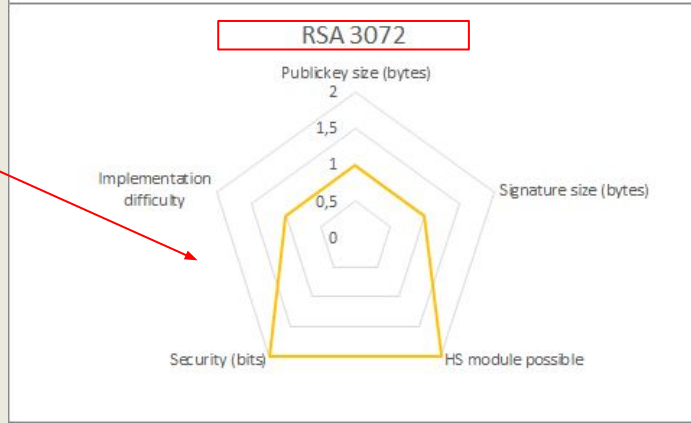 RSA 3072
Publickey size (bytes)
2
1,5
1
0,5
0
Implementation
difficulty
Signature size (bytes)
Security (bits)
HS module possible